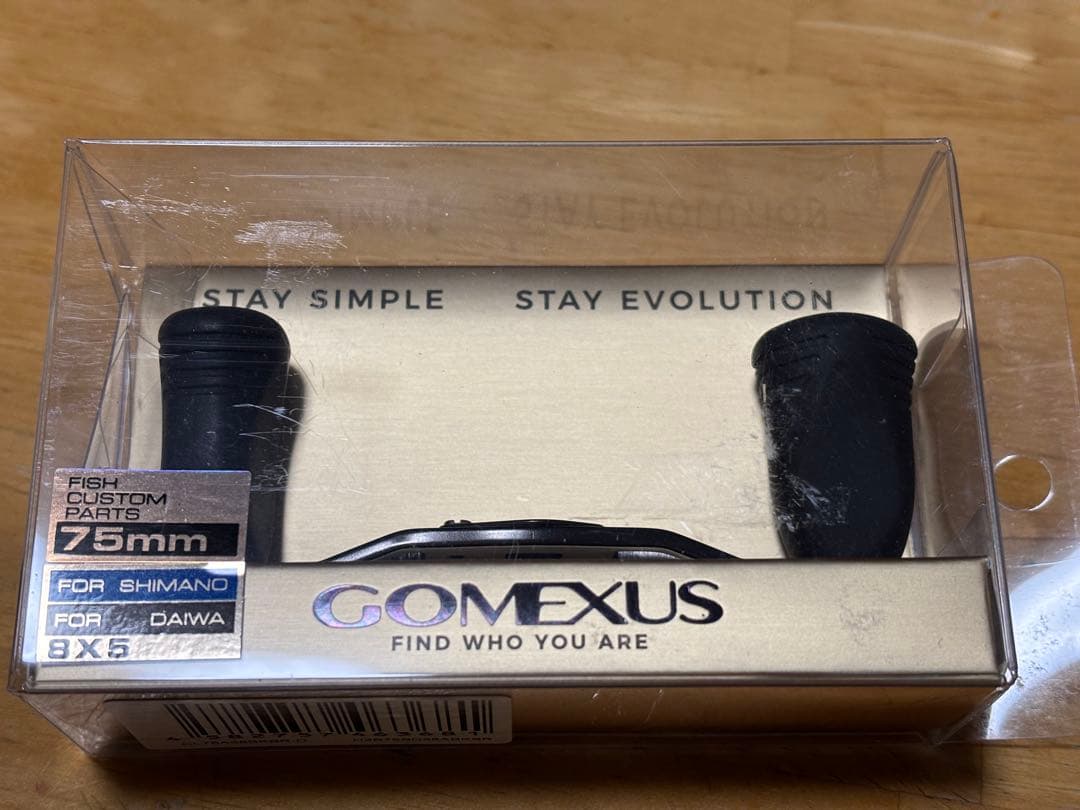 STAY SIMPLE STAY EVOLUTION
FISH
CUSTOM
PARTS
75mm
FOR SHIMANO
FOR DAIWA
8X5
GOMEXUS
FIND WHO YOU ARE